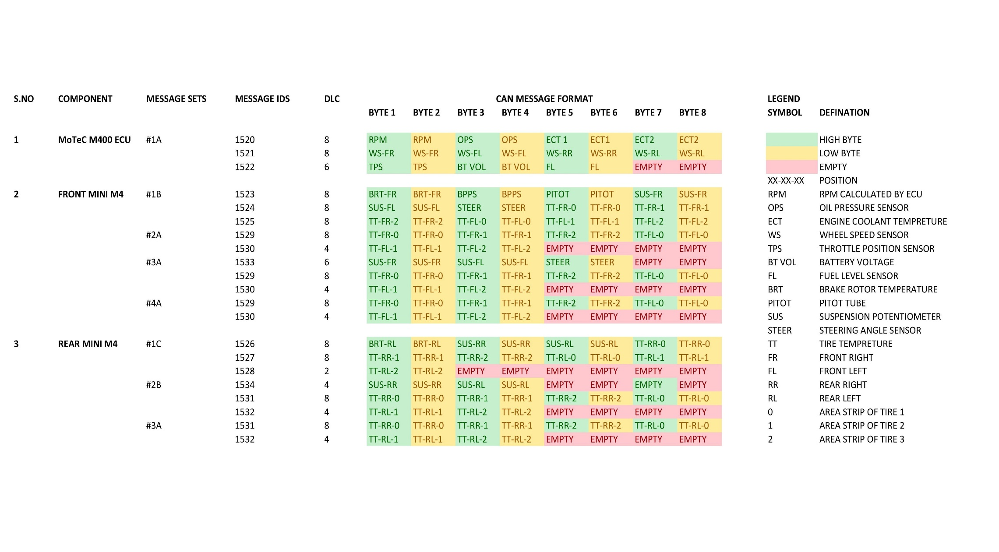 S.NO COMPONENT MESSAGE SETS MESSAGE IDS DLC CAN MESSAGE FORMAT LEGEND
BYTE 1 BYTE 2 BYTE 3 BYTE 4 BYTE 5 BYTE 6 BYTE 7 BYTE 8 SYMBOL DEFINATION
1 MoTeC M400 ECU #1A 1520 8 RPM RPM OPS OPS ECT 1 ECT1 ECT2 ECT2 HIGH BYTE
1521 8 WS-FR WS-FR WS-FL WS-FL WS-RR WS-RR WS-RL WS-RL LOW BYTE
1522 6 TPS TPS BT VOL BT VOL FL FL EMPTY EMPTY EMPTY
XX-XX-XX POSITION
2 FRONT MINI M4 #1B 1523 8 BRT-FR BRT-FR BPPS BPPS PITOT PITOT SUS-FR SUS-FR RPM RPM CALCULATED BY ECU
1524 8 SUS-FL SUS-FL STEER STEER TT-FR-0 TT-FR-0 TT-FR-1 TT-FR-1 OPS OIL PRESSURE SENSOR
1525 8 TT-FR-2 TT-FR-2 TT-FL-0 TT-FL-0 TT-FL-1 TT-FL-1 TT-FL-2 TT-FL-2 ECT ENGINE COOLANT TEMPRETURE
#2A 1529 8 TT-FR-0 TT-FR-0 TT-FR-1 TT-FR-1 TT-FR-2 TT-FR-2 TT-FL-0 TT-FL-0 WS WHEEL SPEED SENSOR
1530 4 TT-FL-1 TT-FL-1 TT-FL-2 TT-FL-2 EMPTY EMPTY EMPTY EMPTY TPS THROTTLE POSITION SENSOR
#3A 1533 6 SUS-FR SUS-FR SUS-FL SUS-FL STEER STEER EMPTY EMPTY BT VOL BATTERY VOLTAGE
1529 8 TT-FR-0 TT-FR-0 TT-FR-1 TT-FR-1 TT-FR-2 TT-FR-2 TT-FL-0 TT-FL-0 FL FUEL LEVEL SENSOR
1530 4 TT-FL-1 TT-FL-1 TT-FL-2 TT-FL-2 EMPTY EMPTY EMPTY EMPTY BRT BRAKE ROTOR TEMPERATURE
#4A 1529 8 TT-FR-0 TT-FR-0 TT-FR-1 TT-FR-1 TT-FR-2 TT-FR-2 TT-FL-0 TT-FL-0 PITOT PITOT TUBE
1530 4 TT-FL-1 TT-FL-1 TT-FL-2 TT-FL-2 EMPTY EMPTY EMPTY EMPTY SUS SUSPENSION POTENTIOMETER
STEER STEERING ANGLE SENSOR
3 REAR MINI M4 #1C 1526 8 BRT-RL BRT-RL SUS-RR SUS-RR SUS-RL SUS-RL TT-RR-0 TT-RR-0 TT TIRE TEMPRETURE
1527 8 TT-RR-1 TT-RR-1 TT-RR-2 TT-RR-2 TT-RL-0 TT-RL-0 TT-RL-1 TT-RL-1 FR FRONT RIGHT
1528 2 TT-RL-2 TT-RL-2 EMPTY EMPTY EMPTY EMPTY EMPTY EMPTY FL FRONT LEFT
#2B 1534 4 SUS-RR SUS-RR SUS-RL SUS-RL EMPTY EMPTY EMPTY EMPTY RR REAR RIGHT
1531 8 TT-RR-0 TT-RR-0 TT-RR-1 TT-RR-1 TT-RR-2 TT-RR-2 TT-RL-0 TT-RL-0 RL REAR LEFT
1532 4 TT-RL-1 TT-RL-1 TT-RL-2 TT-RL-2 EMPTY EMPTY EMPTY EMPTY 0 AREA STRIP OF TIRE 1
#3A 1531 8 TT-RR-0 TT-RR-0 TT-RR-1 TT-RR-1 TT-RR-2 TT-RR-2 TT-RL-0 TT-RL-0 1 AREA STRIP OF TIRE 2
1532 4 TT-RL-1 TT-RL-1 TT-RL-2 TT-RL-2 EMPTY EMPTY EMPTY EMPTY 2 AREA STRIP OF TIRE 3